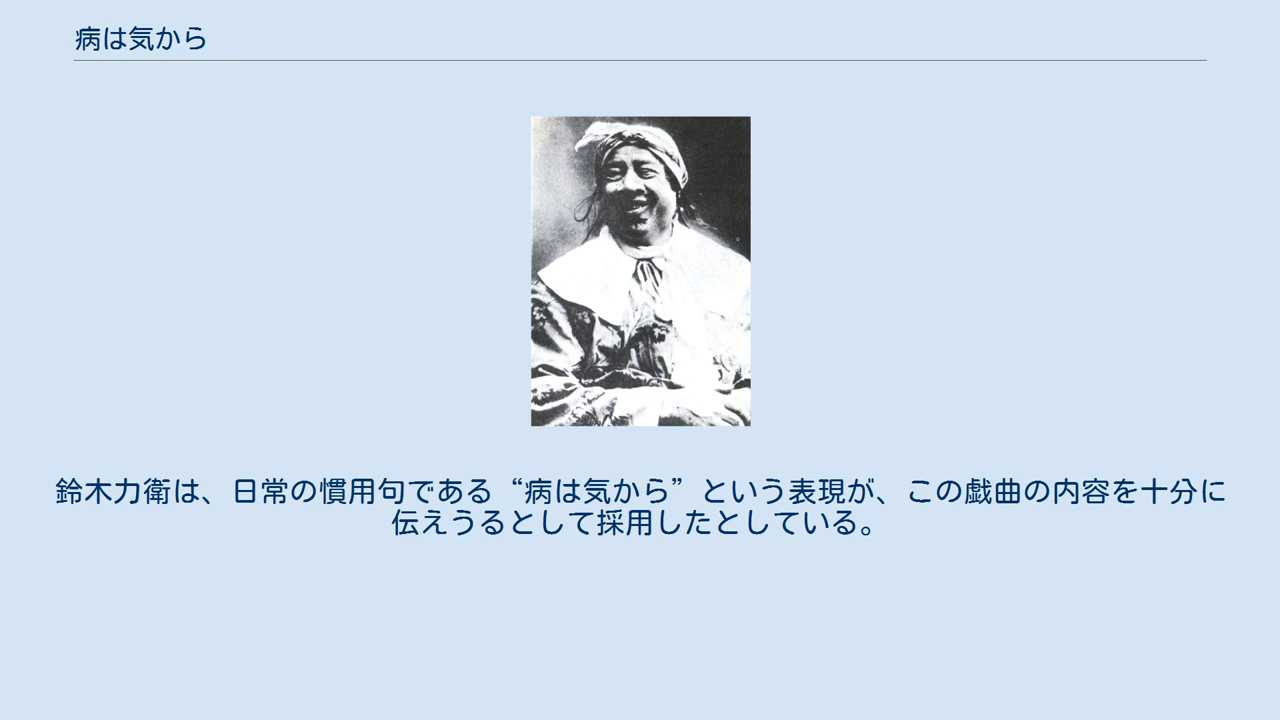 病は気から
鈴木力衛は、日常の慣用句である“病は気から”という表現が、この戯曲の内容を十分に
伝えうるとして採用したとしている。